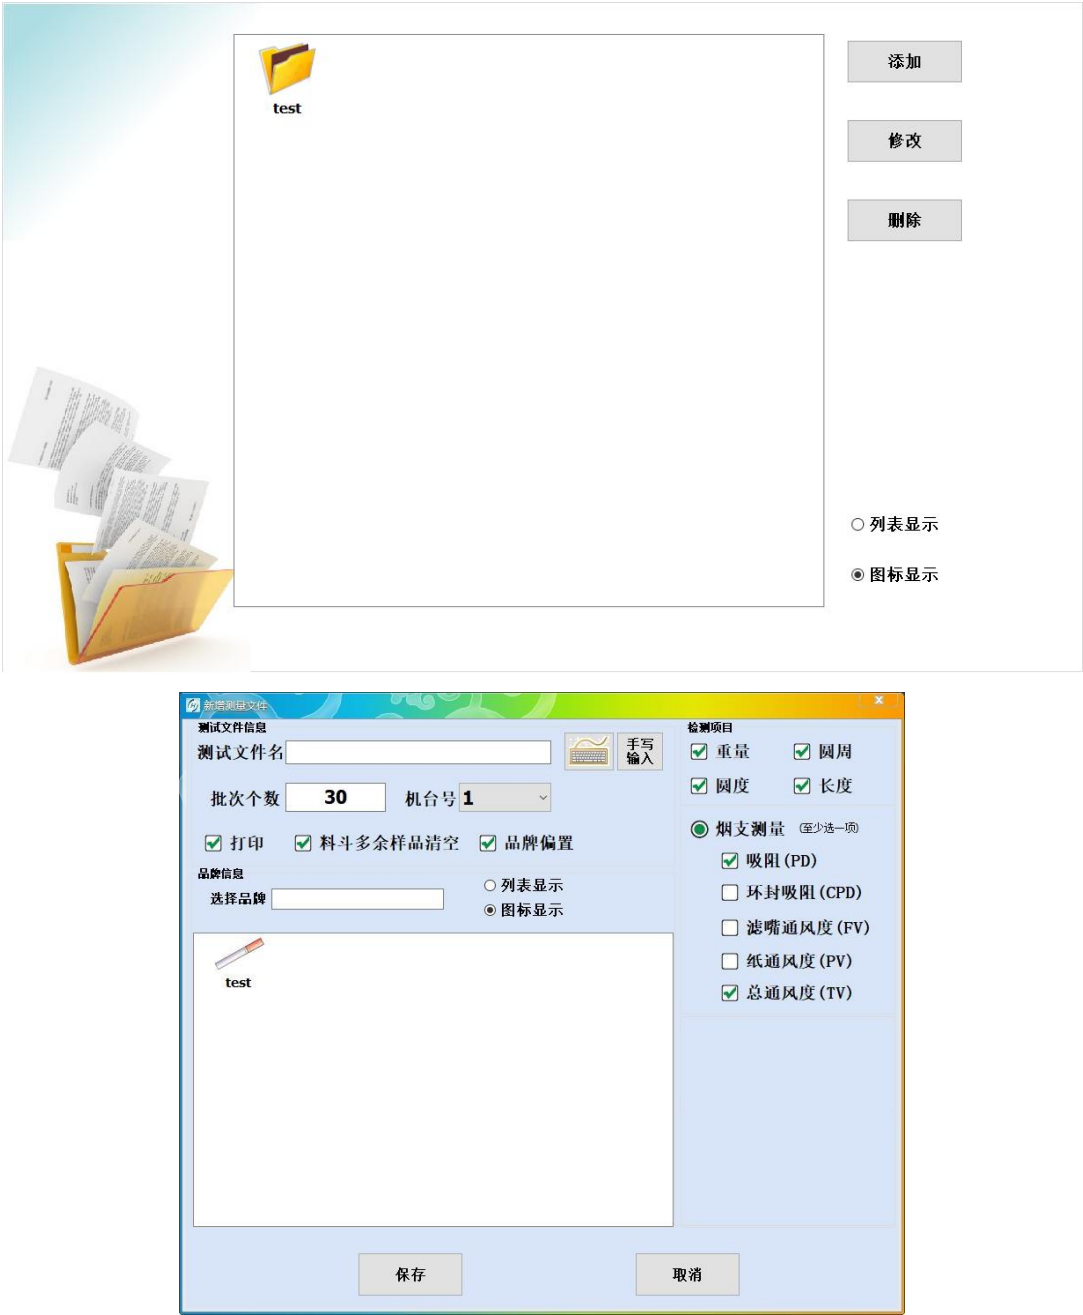 test
添加
修改
删除
列表显示
图标显示
新增测量文件
测试文件信息
测试文件名
手写
输入
批次个数 30 机台号 1
打印 料斗多余样品清空 品牌偏置
品牌信息
选择品牌
列表显示
图标显示
test
检测项目
重量 圆周
圆度 长度
烟支测量 (至少选一项)
吸阻(PD)
环封吸阻(CPD)
滤嘴通风度(FV)
纸通风度(PV)
总通风度(TV)
保存 取消